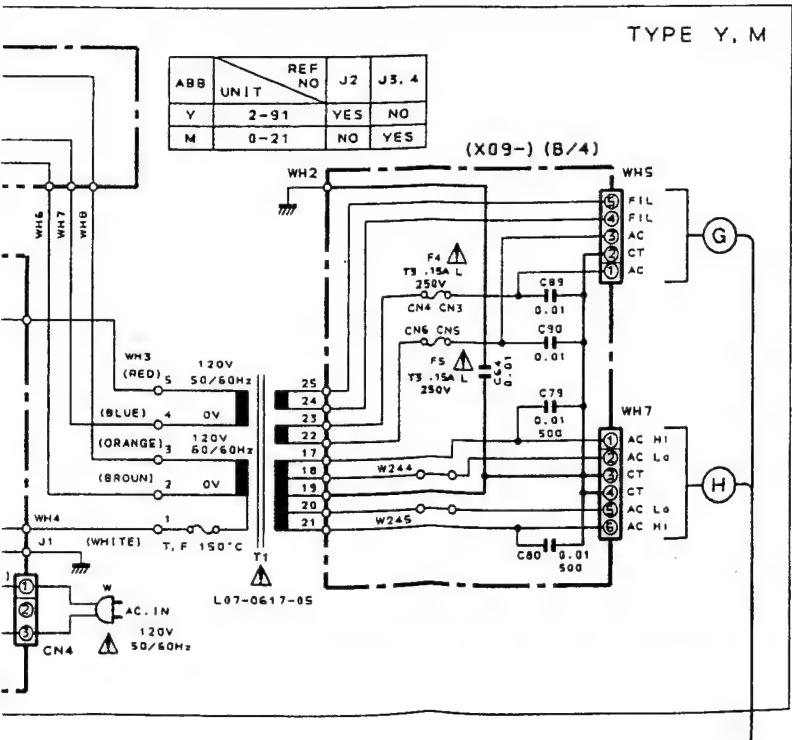 TYPE Y, M
ABB UNIT REF NO J2 J3. 4
Y 2-91 YES NO
M 0-21 NO YES
(X09-) (B/4)
WH2
WH5
5 FIL
4 FIL
3 AC
2 CT
1 AC
G
WH6
WH7
WH8
F4
T3 .15A L
250V
CN4 CN3
C89
0.01
CN6 CN5
C90
0.01
F5
T3 .15A L
250V
C64
0.01
WH3
(RED) 5
120V
50/60Hz
(BLUE) 4 0V
(ORANGE) 3
120V
60/60Hz
(BROUN) 2 0V
WH4
(WHITE) 1
T, F 150°C
J1
25
24
23
22
17
18
19
20
21
C79
0.01
500
W244
W245
C80 0.01
500
WH7
1 AC Hi
2 AC Lo
3 CT
4 CT
5 AC Lo
6 AC Hi
H
T1
L07-0617-05
1
2
3
CN4
W
AC. IN
120V
50/60Hz